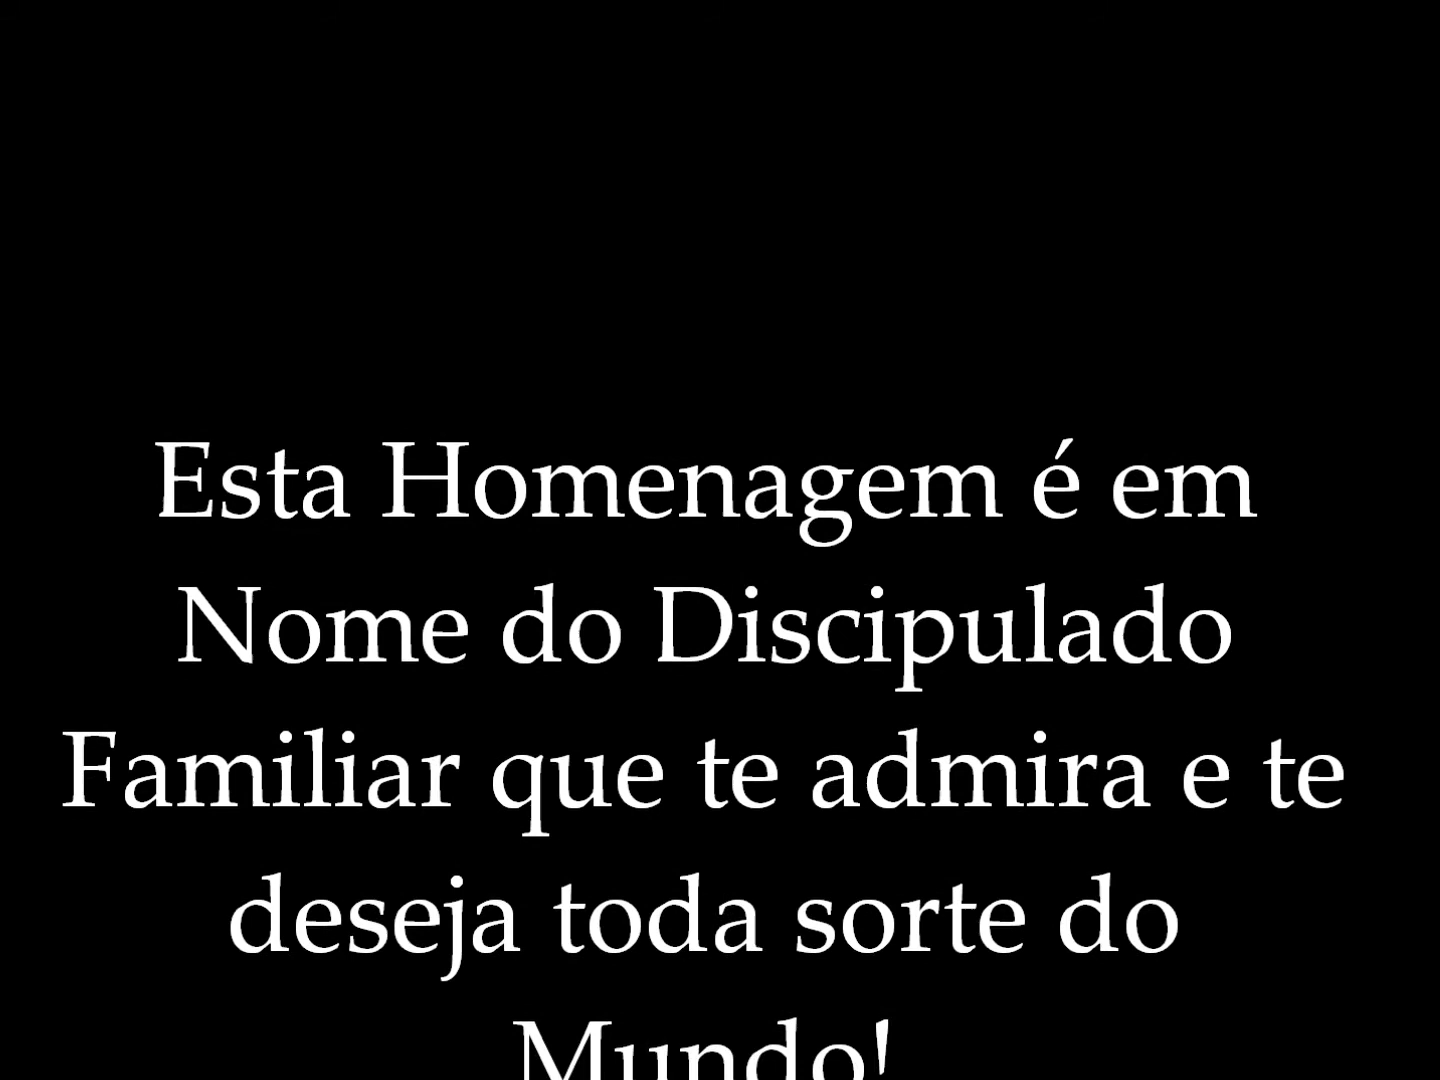 Esta Homenagem é em
Nome do Discipulado
Familiar que te admira e te
deseja toda sorte do
Mundo!